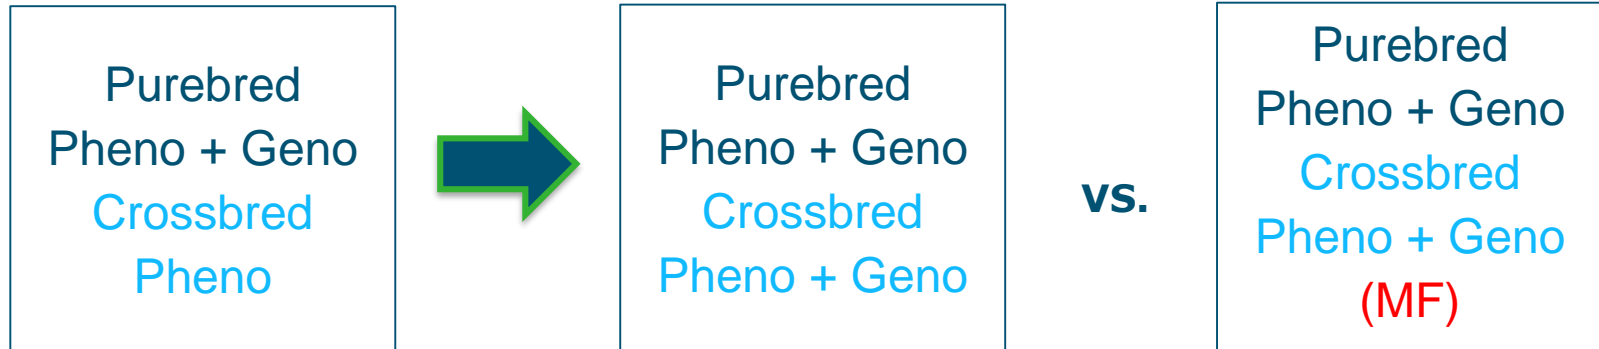 Purebred
Pheno + Geno
Crossbred
Pheno
Purebred
Pheno + Geno
Crossbred
Pheno + Geno
vs.
Purebred
Pheno + Geno
Crossbred
Pheno + Geno
(MF)